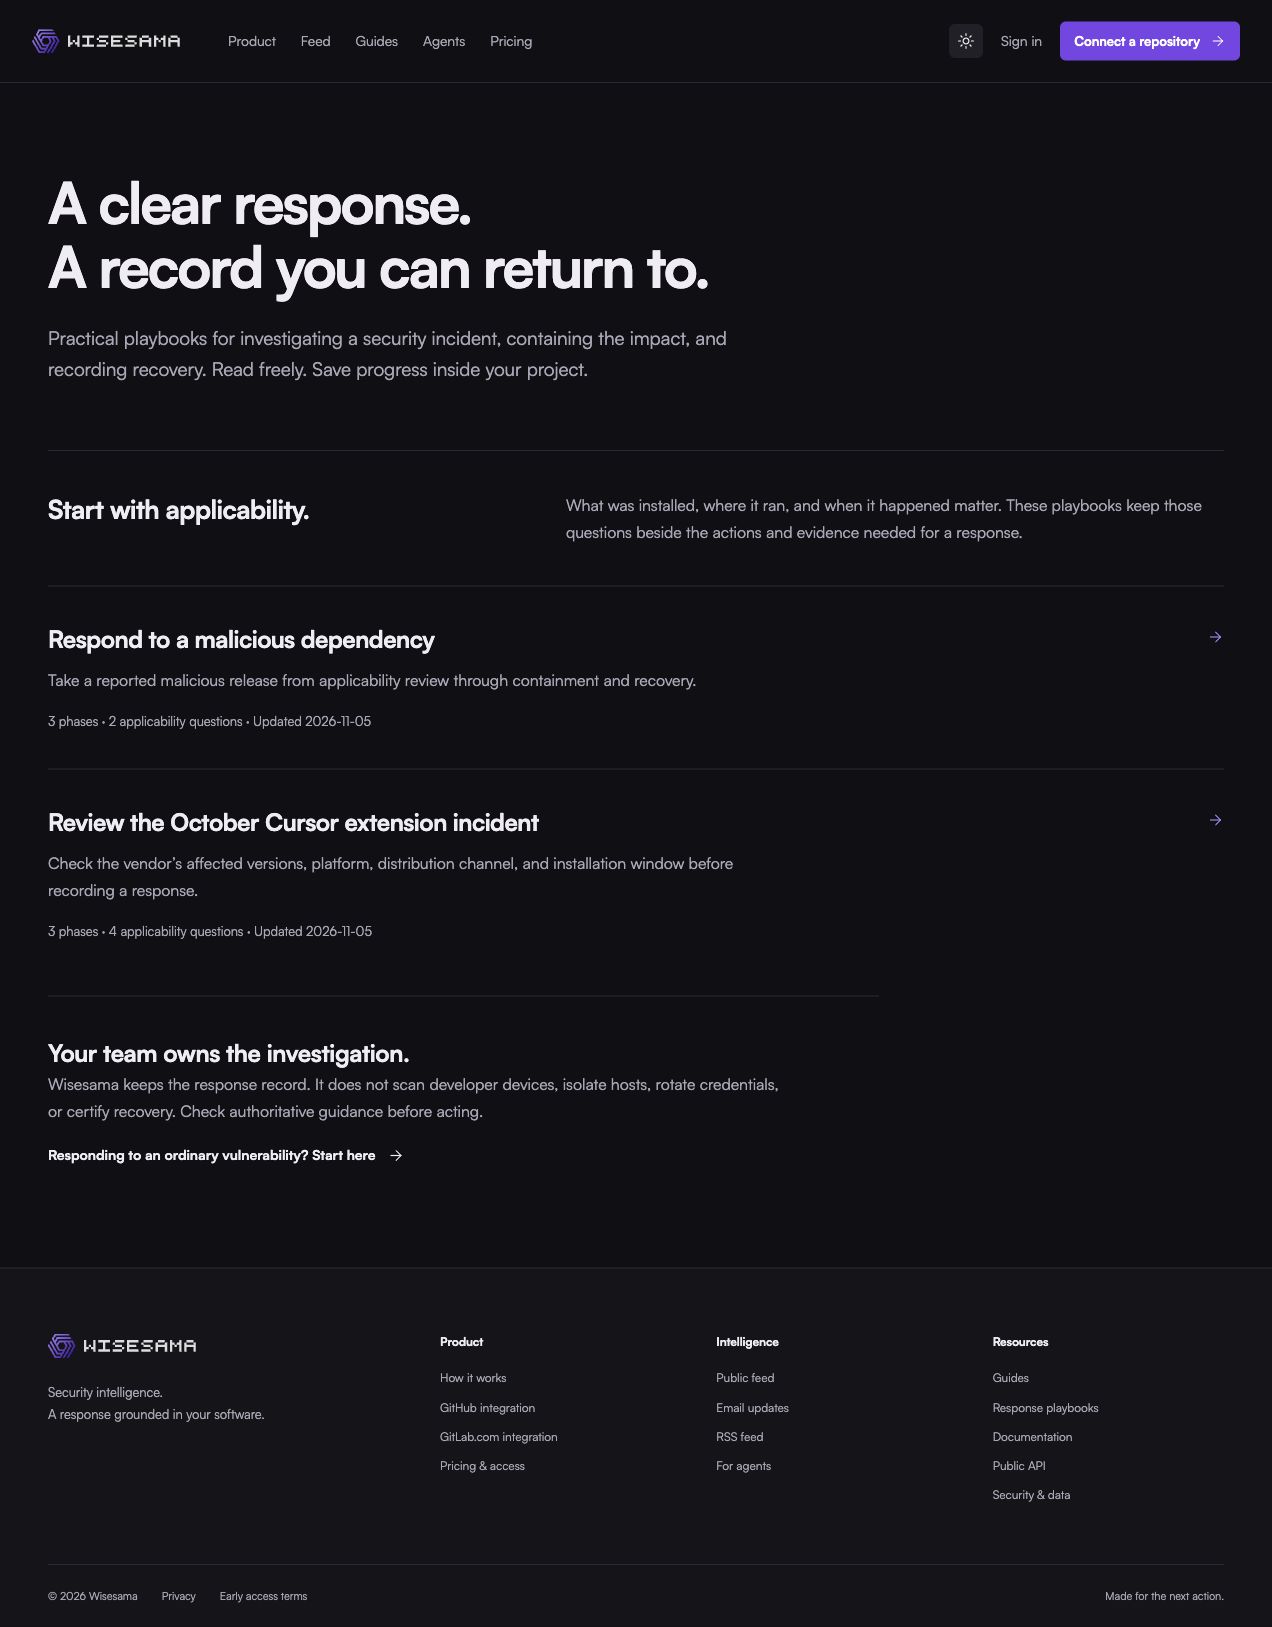 WISESAMA
Product
Feed
Guides
Agents
Pricing
Sign in
Connect a repository
A clear response.
A record you can return to.
Practical playbooks for investigating a security incident, containing the impact, and
recording recovery. Read freely. Save progress inside your project.
Start with applicability.
What was installed, where it ran, and when it happened matter. These playbooks keep those
questions beside the actions and evidence needed for a response.
Respond to a malicious dependency
Take a reported malicious release from applicability review through containment and recovery.
3 phases · 2 applicability questions · Updated 2026-11-05
Review the October Cursor extension incident
Check the vendor’s affected versions, platform, distribution channel, and installation window before
recording a response.
3 phases · 4 applicability questions · Updated 2026-11-05
Your team owns the investigation.
Wisesama keeps the response record. It does not scan developer devices, isolate hosts, rotate credentials,
or certify recovery. Check authoritative guidance before acting.
Responding to an ordinary vulnerability? Start here
WISESAMA
Security intelligence.
A response grounded in your software.
Product
How it works
GitHub integration
GitLab.com integration
Pricing & access
Intelligence
Public feed
Email updates
RSS feed
For agents
Resources
Guides
Response playbooks
Documentation
Public API
Security & data
© 2026 Wisesama
Privacy
Early access terms
Made for the next action.